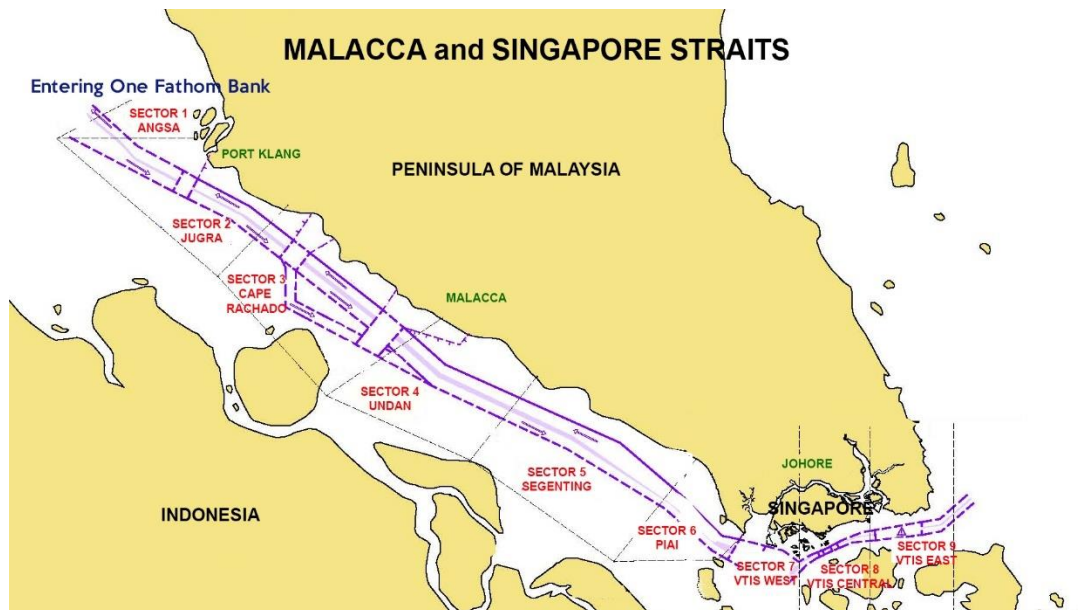 MALACCA and SINGAPORE STRAITS
Entering One Fathom Bank
SECTOR 1
ANGSA
PORT KLANG
PENINSULA OF MALAYSIA
SECTOR 2
JUGRA
SECTOR 3
CAPE
RACHADO
MALACCA
SECTOR 4
UNDAN
SECTOR 5
SEGENTING
JOHORE
SINGAPORE
INDONESIA
SECTOR 6
PIAI
SECTOR 7
VTIS WEST
SECTOR 8
VTIS CENTRAL
SECTOR 9
VTIS EAST